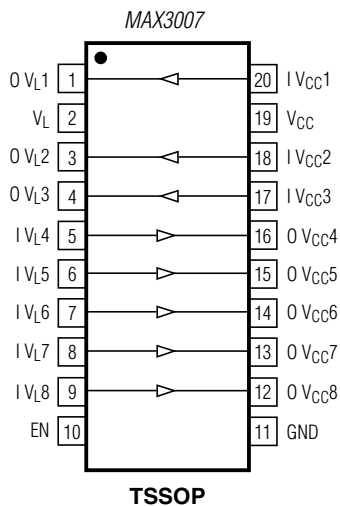 MAX3007
O VL1 1 20 I VCC1
VL 2 19 VCC
O VL2 3 18 I VCC2
O VL3 4 17 I VCC3
I VL4 5 16 O VCC4
I VL5 6 15 O VCC5
I VL6 7 14 O VCC6
I VL7 8 13 O VCC7
I VL8 9 12 O VCC8
EN 10 11 GND
TSSOP